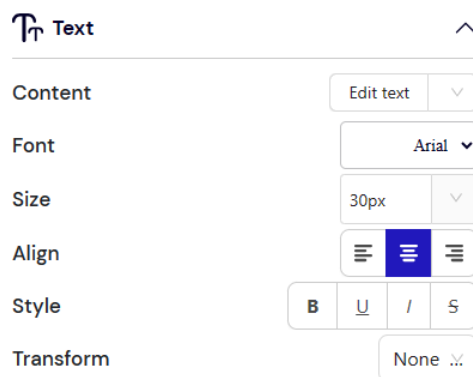 Text
Content Edit text
Font Arial
Size 30px
Align
Style B U I S
Transform None ...